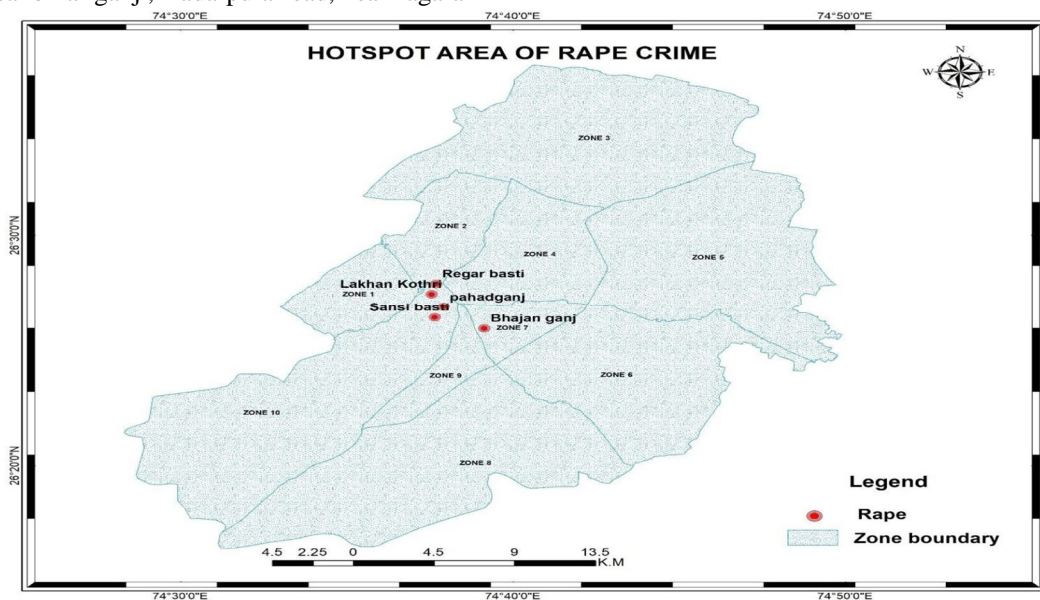 74°30'0"E 74°40'0"E 74°50'0"E
HOTSPOT AREA OF RAPE CRIME
N
W E
S
ZONE 3
26°30'0"N
ZONE 2
ZONE 4
ZONE 5
Regar basti
Lakhan Kothri
ZONE 1
pahadganj
Sansi basti
Bhajan ganj
ZONE 7
ZONE 9
ZONE 6
ZONE 10
26°20'0"N
ZONE 8
Legend
Rape
Zone boundary
4.5 2.25 0 4.5 9 13.5
K.M
74°30'0"E 74°40'0"E 74°50'0"E